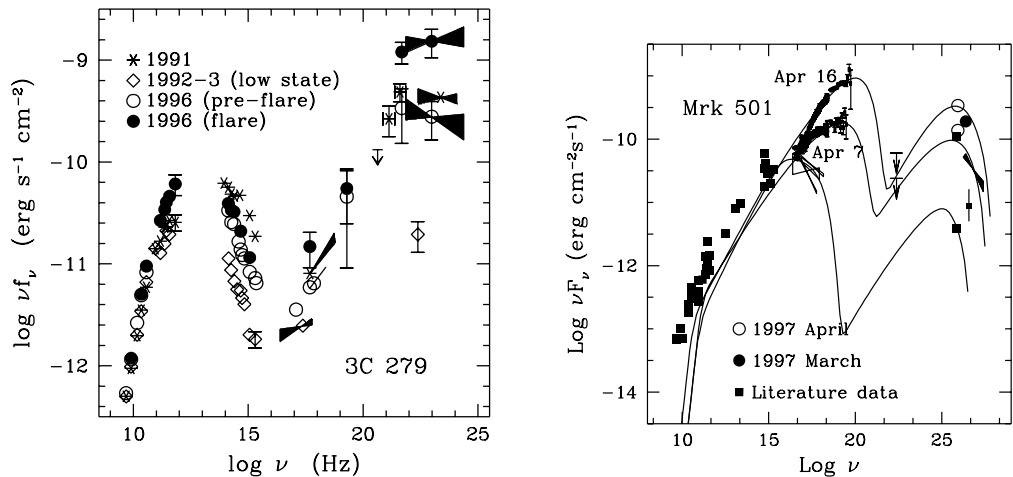 −9
−10
−11
−12
10
15
20
25
log ν (Hz)
log νf_ν (erg s⁻¹ cm⁻²)
1991
1992−3 (low state)
1996 (pre−flare)
1996 (flare)
3C 279
−10
−12
−14
10
15
20
25
Log ν
Log νF_ν (erg cm⁻²s⁻¹)
Apr 16
Mrk 501
Apr 7
1997 April
1997 March
Literature data